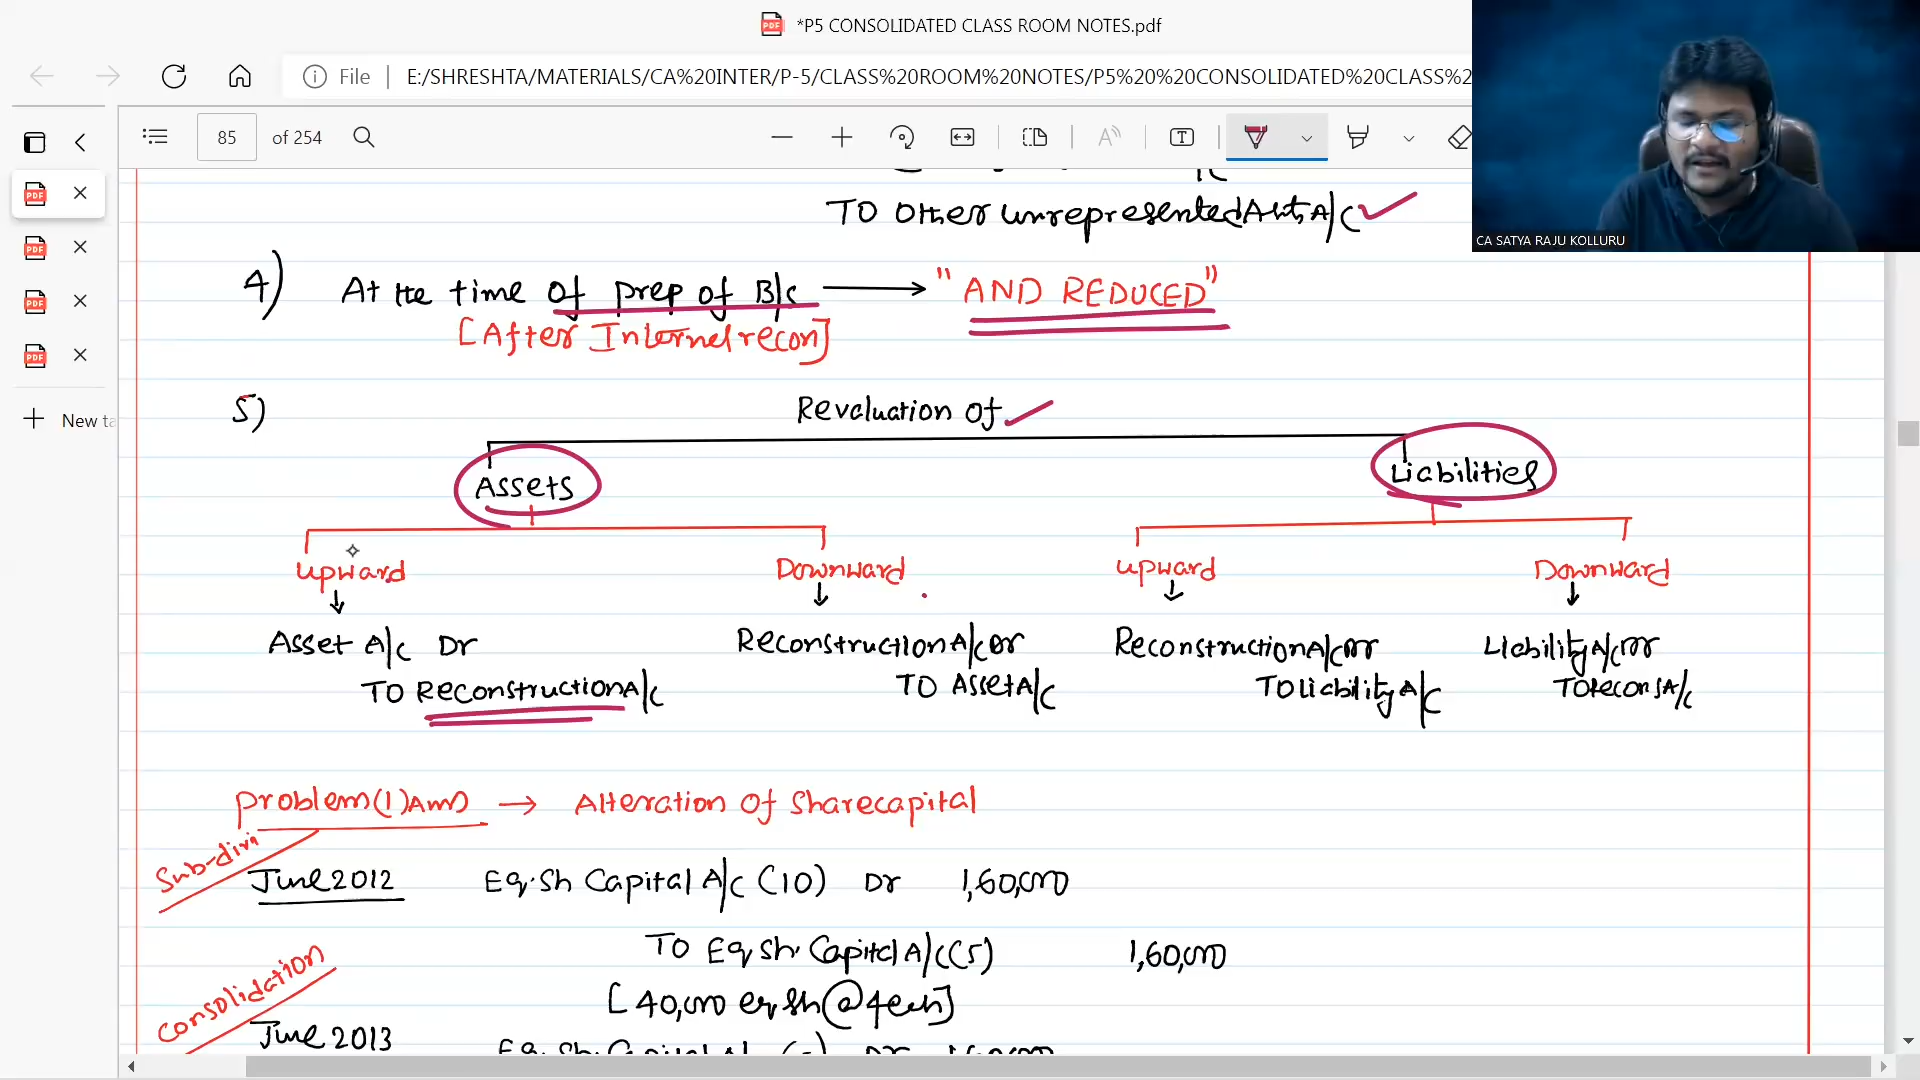 *P5 CONSOLIDATED CLASS ROOM NOTES.pdf
File
E:/SHRESHTA/MATERIALS/CA%20INTER/P-5/CLASS%20ROOM%20NOTES/P5%20%20CONSOLIDATED%20CLASS%2
85 of 254
CA SATYA RAJU KOLLURU
New ta
TO Other unrepresented Ast, A/C
4) At the time of prep of B/c → "AND REDUCED"
[After Internel recon]
5) Revaluation of
Assets Liabilities
upward Downward upward Downward
Asset A/c Dr Reconstruction A/c Dr Reconstruction A/c Dr Liability A/c Dr
TO Reconstruction A/c TO Asset A/c To liability A/c To recons A/c
Problem(1) Ans → Alteration of Sharecapital
Sub-divi
June 2012 Eq.Sh Capital A/c (10) Dr 1,60,000
TO Eq sh. Capital A/c (5) 1,60,000
[40,000 eq sh @ 4 each]
Consolidation
June 2013